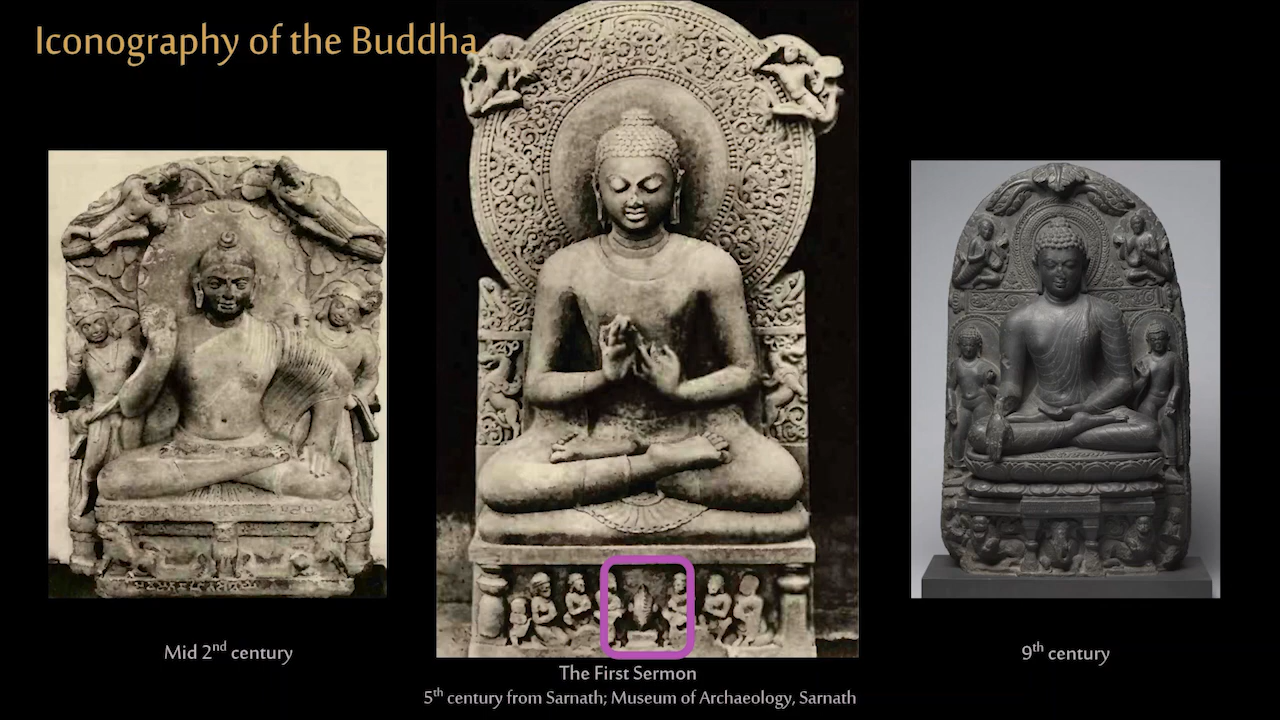 Iconography of the Buddha
Mid 2nd century
The First Sermon
5th century from Sarnath; Museum of Archaeology, Sarnath
9th century